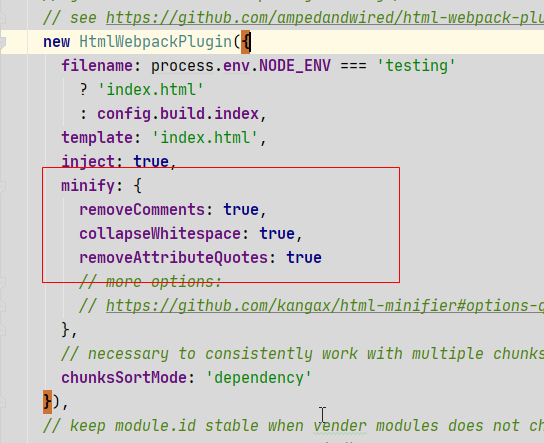 // see https://github.com/ampedandwired/html-webpack-plu
new HtmlWebpackPlugin({
filename: process.env.NODE_ENV === 'testing'
? 'index.html'
: config.build.index,
template: 'index.html',
inject: true,
minify: {
removeComments: true,
collapseWhitespace: true,
removeAttributeQuotes: true
// more options:
// https://github.com/kangax/html-minifier#options-q
},
// necessary to consistently work with multiple chunks
chunksSortMode: 'dependency'
}),
// keep module.id stable when vender modules does not ch